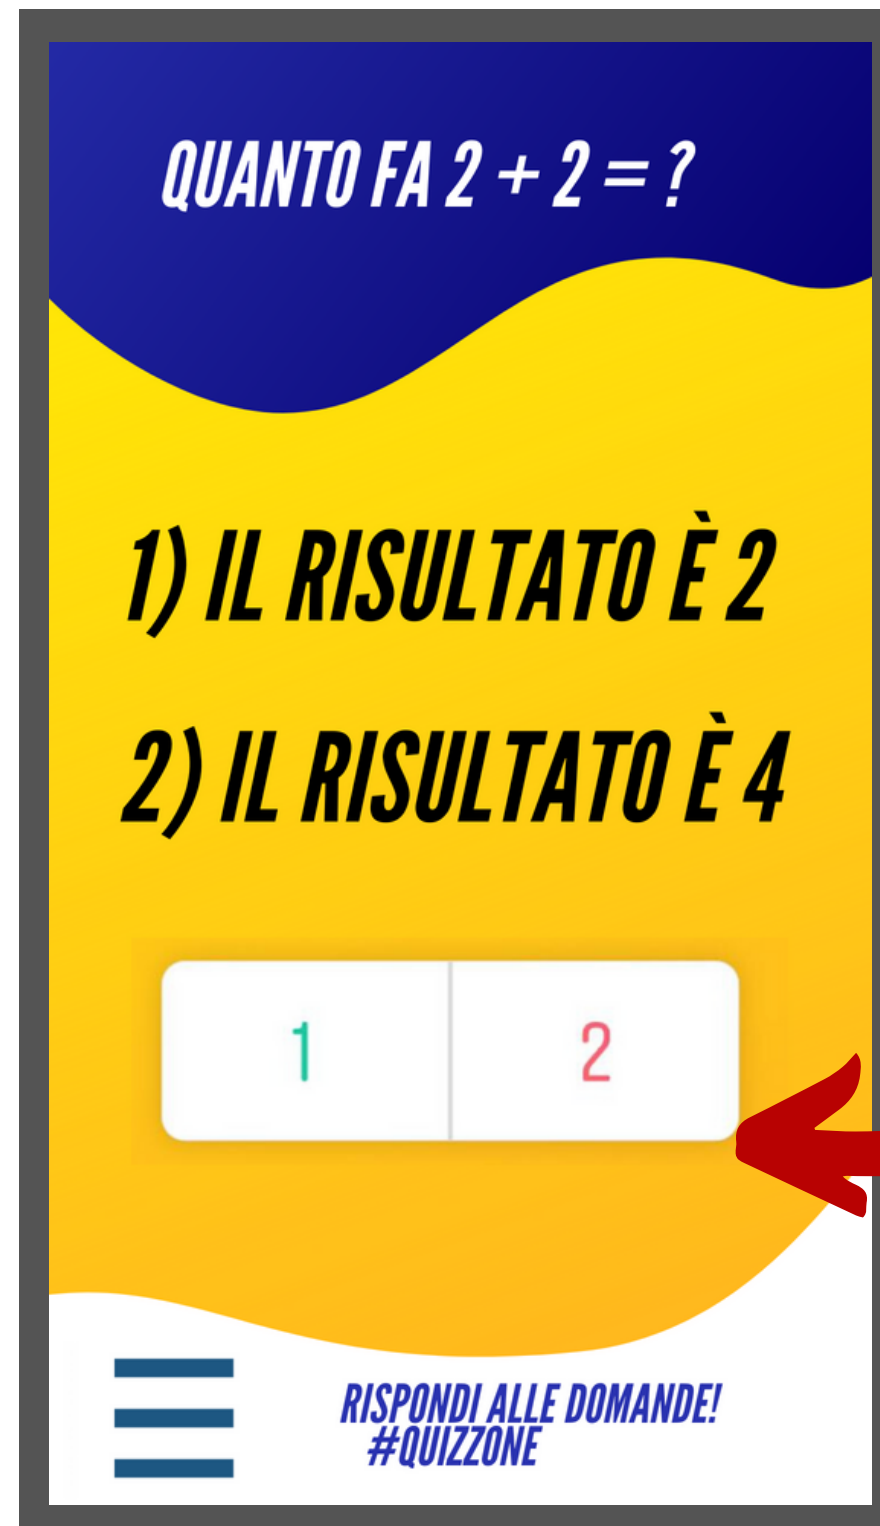 QUANTO FA 2 + 2 = ?
1) IL RISULTATO È 2
2) IL RISULTATO È 4
1 2
RISPONDI ALLE DOMANDE!
#QUIZZONE